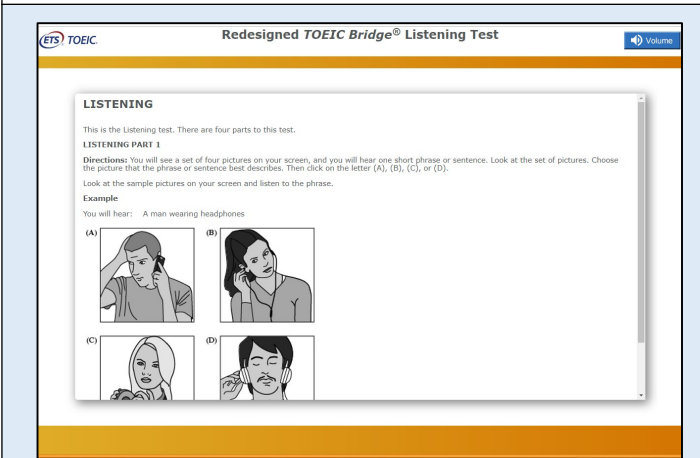 ETS TOEIC.
Redesigned TOEIC Bridge® Listening Test
Volume
LISTENING
This is the Listening test. There are four parts to this test.
LISTENING PART 1
Directions: You will see a set of four pictures on your screen, and you will hear one short phrase or sentence. Look at the set of pictures. Choose
the picture that the phrase or sentence best describes. Then click on the letter (A), (B), (C), or (D).
Look at the sample pictures on your screen and listen to the phrase.
Example
You will hear: A man wearing headphones
(A) (B)
(C) (D)